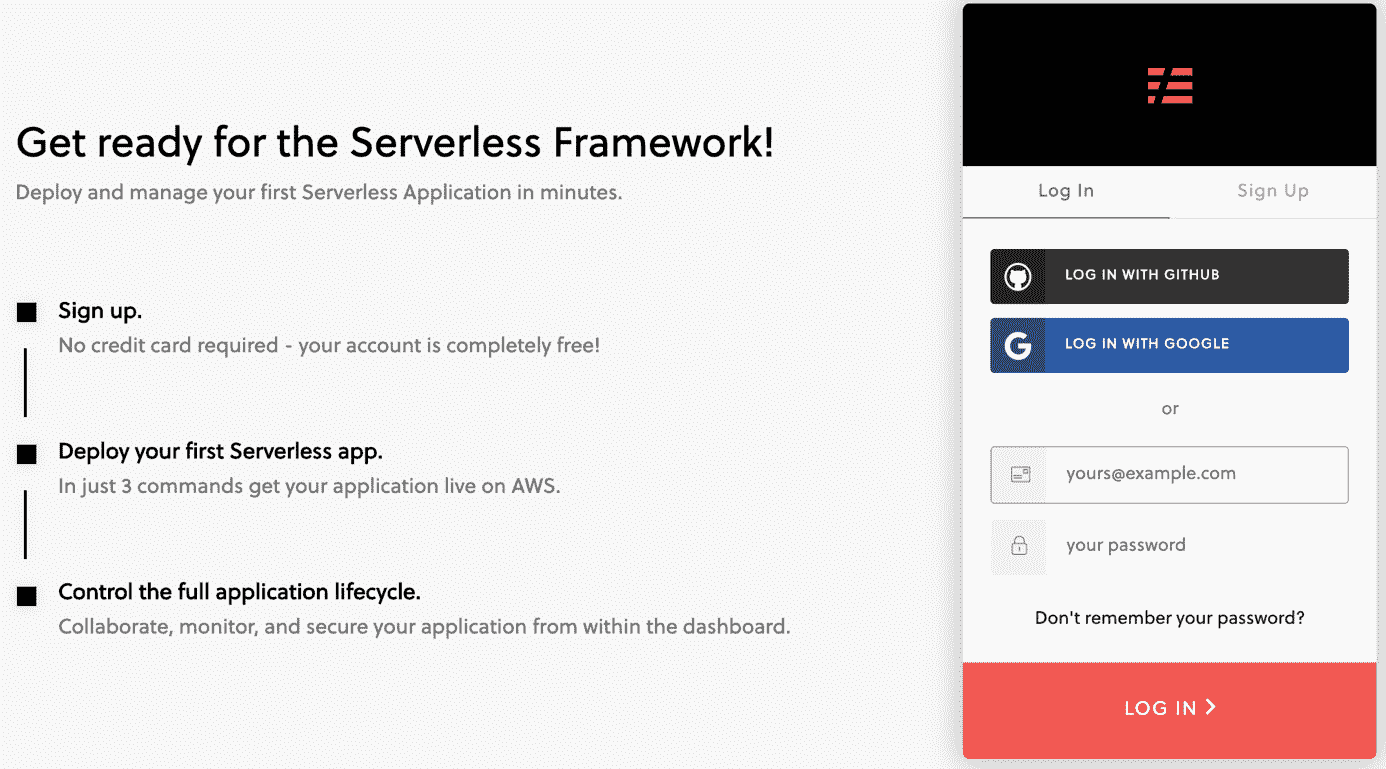 Get ready for the Serverless Framework!
Deploy and manage your first Serverless Application in minutes.
Sign up.
No credit card required - your account is completely free!
Deploy your first Serverless app.
In just 3 commands get your application live on AWS.
Control the full application lifecycle.
Collaborate, monitor, and secure your application from within the dashboard.
Log In
Sign Up
LOG IN WITH GITHUB
G LOG IN WITH GOOGLE
or
yours@example.com
your password
Don't remember your password?
LOG IN >